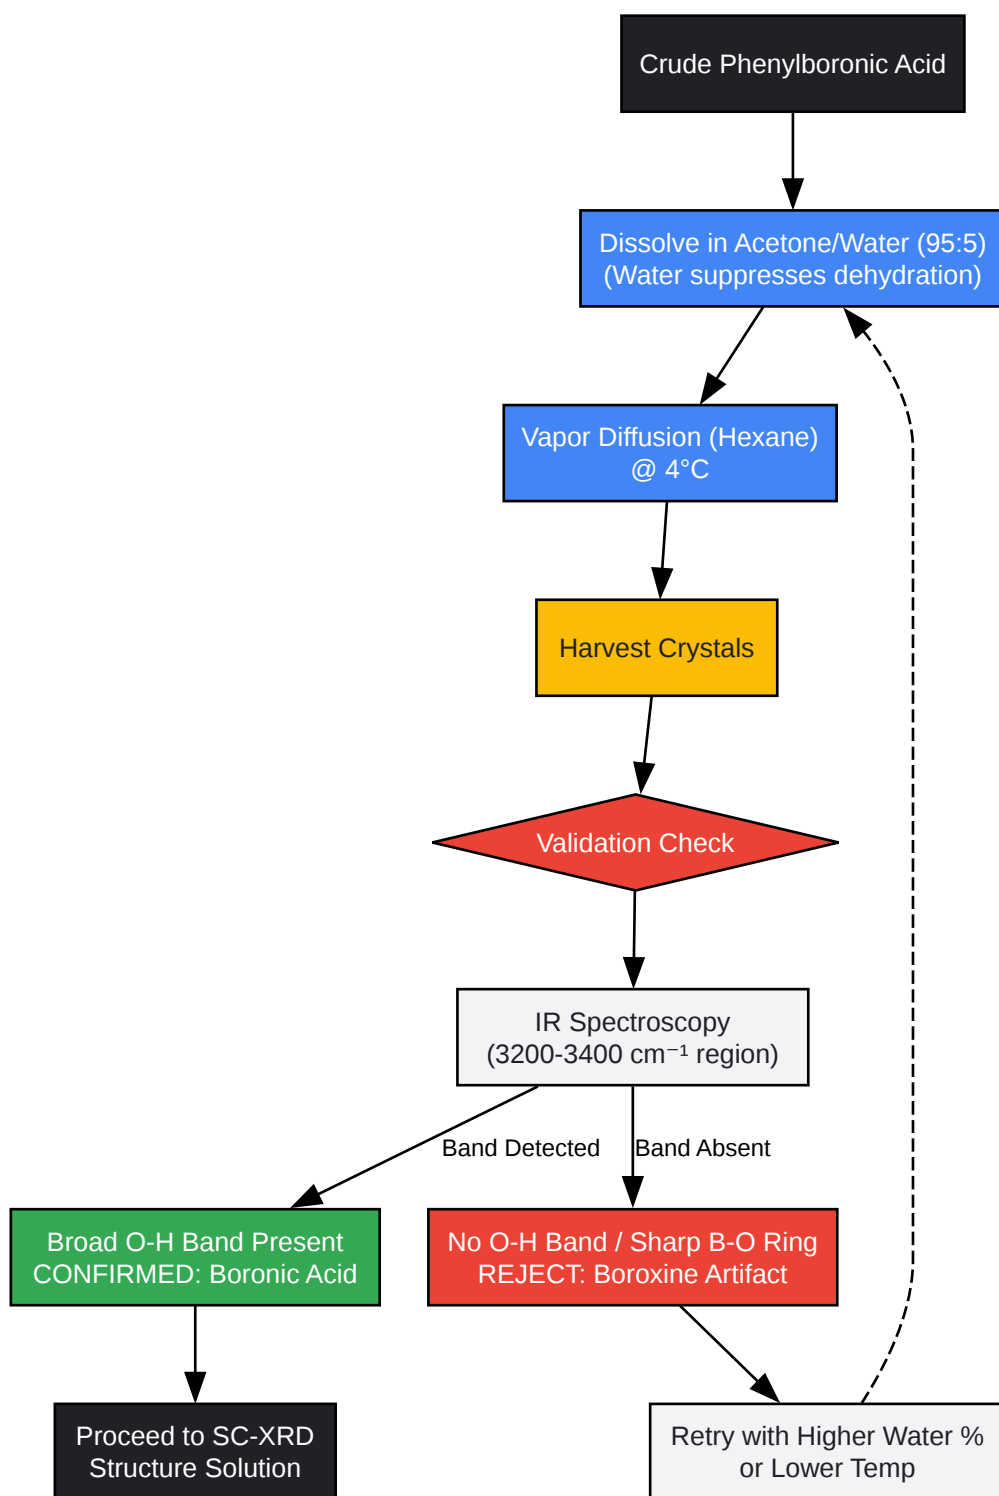 Crude Phenylboronic Acid
Dissolve in Acetone/Water (95:5)
(Water suppresses dehydration)
Vapor Diffusion (Hexane)
@ 4°C
Harvest Crystals
Validation Check
IR Spectroscopy
(3200-3400 cm⁻¹ region)
Band Detected
Band Absent
Broad O-H Band Present
CONFIRMED: Boronic Acid
No O-H Band / Sharp B-O Ring
REJECT: Boroxine Artifact
Proceed to SC-XRD
Structure Solution
Retry with Higher Water %
or Lower Temp